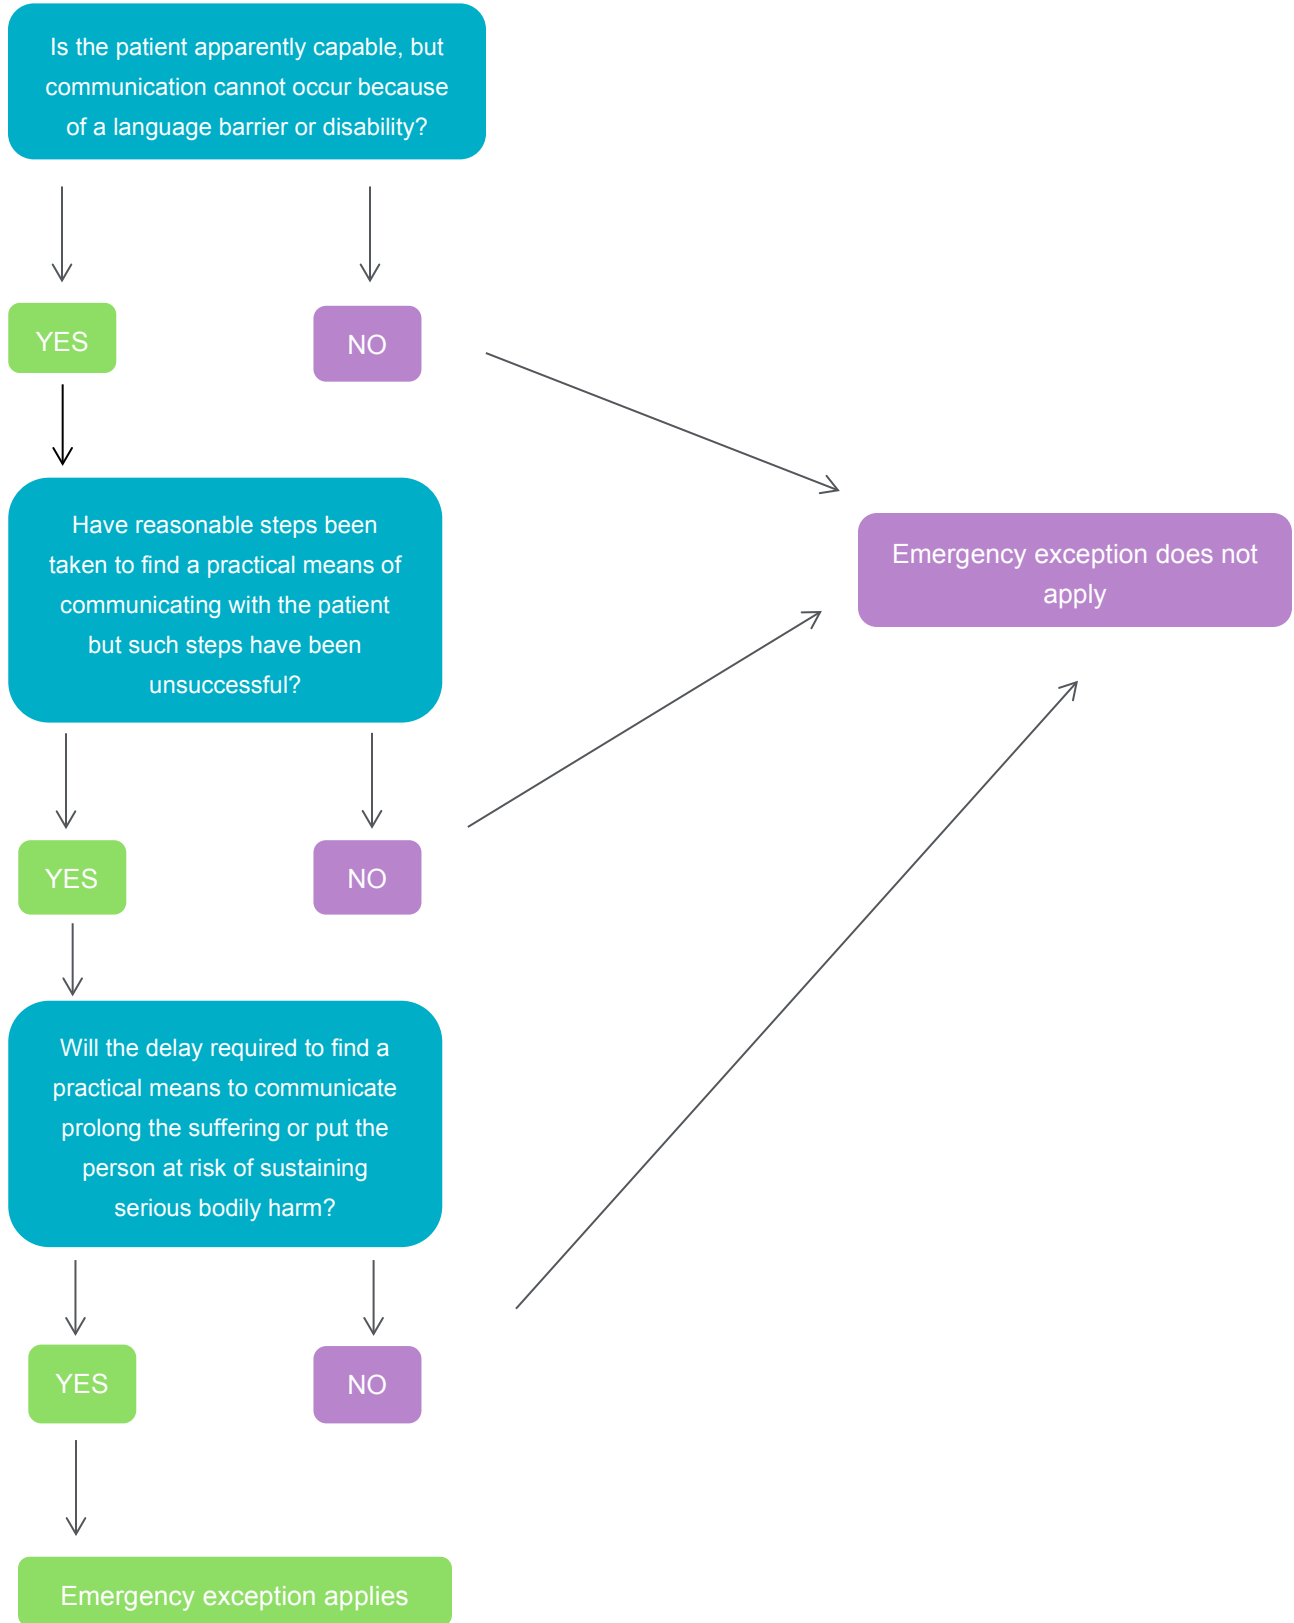 Is the patient apparently capable, but
communication cannot occur because
of a language barrier or disability?
YES
NO
Have reasonable steps been
taken to find a practical means of
communicating with the patient
but such steps have been
unsuccessful?
Emergency exception does not
apply
YES
NO
Will the delay required to find a
practical means to communicate
prolong the suffering or put the
person at risk of sustaining
serious bodily harm?
YES
NO
Emergency exception applies